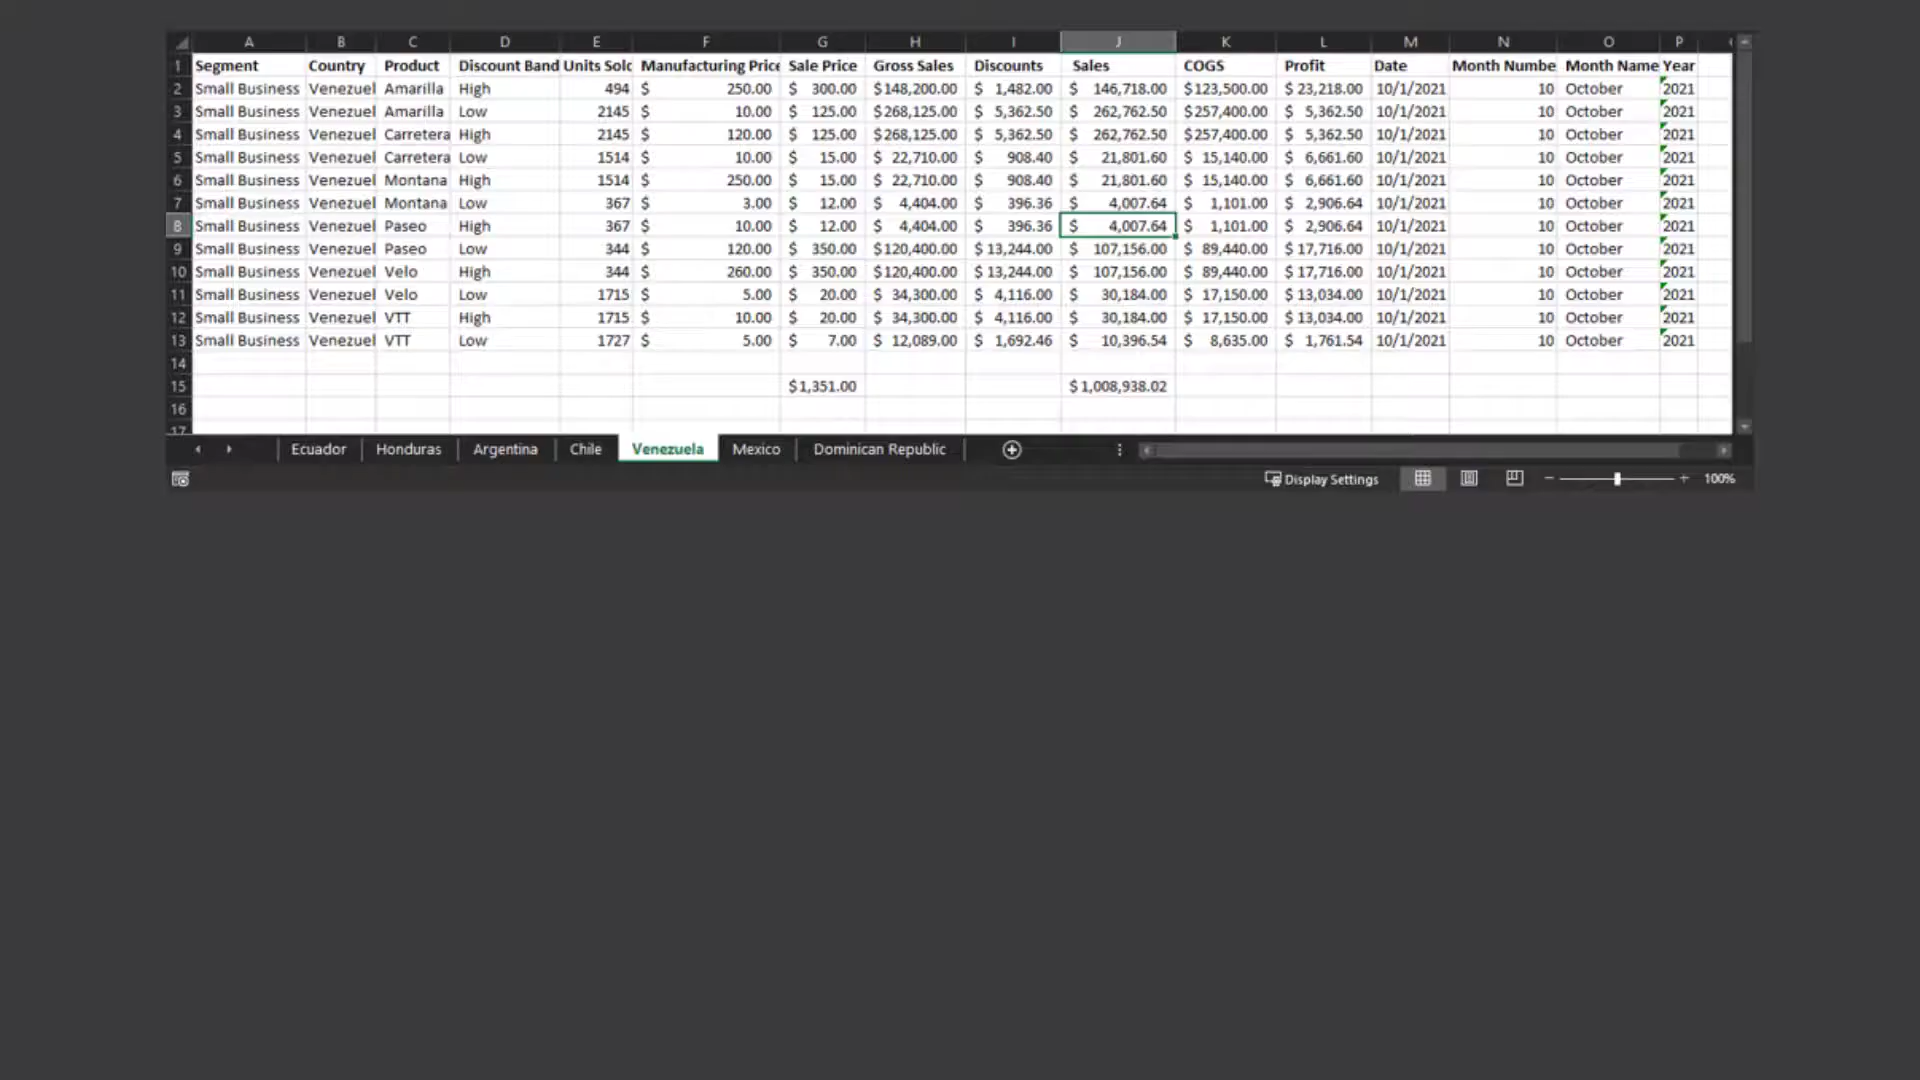 A B C D E F G H I J K L M N O P
1 Segment Country Product Discount Band Units Solc Manufacturing Price Sale Price Gross Sales Discounts Sales COGS Profit Date Month Numbe Month Name Year
2 Small Business Venezuel Amarilla High 494 $ 250.00 $ 300.00 $148,200.00 $ 1,482.00 $ 146,718.00 $123,500.00 $ 23,218.00 10/1/2021 10 October 2021
3 Small Business Venezuel Amarilla Low 2145 $ 10.00 $ 125.00 $268,125.00 $ 5,362.50 $ 262,762.50 $257,400.00 $ 5,362.50 10/1/2021 10 October 2021
4 Small Business Venezuel Carretera High 2145 $ 120.00 $ 125.00 $268,125.00 $ 5,362.50 $ 262,762.50 $257,400.00 $ 5,362.50 10/1/2021 10 October 2021
5 Small Business Venezuel Carretera Low 1514 $ 10.00 $ 15.00 $ 22,710.00 $ 908.40 $ 21,801.60 $ 15,140.00 $ 6,661.60 10/1/2021 10 October 2021
6 Small Business Venezuel Montana High 1514 $ 250.00 $ 15.00 $ 22,710.00 $ 908.40 $ 21,801.60 $ 15,140.00 $ 6,661.60 10/1/2021 10 October 2021
7 Small Business Venezuel Montana Low 367 $ 3.00 $ 12.00 $ 4,404.00 $ 396.36 $ 4,007.64 $ 1,101.00 $ 2,906.64 10/1/2021 10 October 2021
8 Small Business Venezuel Paseo High 367 $ 10.00 $ 12.00 $ 4,404.00 $ 396.36 $ 4,007.64 $ 1,101.00 $ 2,906.64 10/1/2021 10 October 2021
9 Small Business Venezuel Paseo Low 344 $ 120.00 $ 350.00 $120,400.00 $ 13,244.00 $ 107,156.00 $ 89,440.00 $ 17,716.00 10/1/2021 10 October 2021
10 Small Business Venezuel Velo High 344 $ 260.00 $ 350.00 $120,400.00 $ 13,244.00 $ 107,156.00 $ 89,440.00 $ 17,716.00 10/1/2021 10 October 2021
11 Small Business Venezuel Velo Low 1715 $ 5.00 $ 20.00 $ 34,300.00 $ 4,116.00 $ 30,184.00 $ 17,150.00 $ 13,034.00 10/1/2021 10 October 2021
12 Small Business Venezuel VTT High 1715 $ 10.00 $ 20.00 $ 34,300.00 $ 4,116.00 $ 30,184.00 $ 17,150.00 $ 13,034.00 10/1/2021 10 October 2021
13 Small Business Venezuel VTT Low 1727 $ 5.00 $ 7.00 $ 12,089.00 $ 1,692.46 $ 10,396.54 $ 8,635.00 $ 1,761.54 10/1/2021 10 October 2021
14
15 $1,351.00 $1,008,938.02
16
17
Ecuador Honduras Argentina Chile Venezuela Mexico Dominican Republic
Display Settings 100%